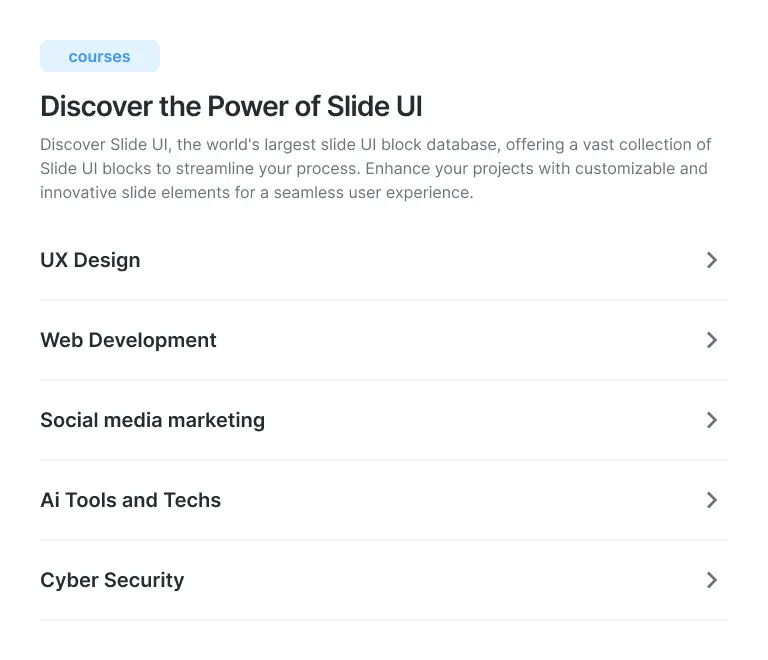 courses
Discover the Power of Slide UI
Discover Slide UI, the world's largest slide UI block database, offering a vast collection of
Slide UI blocks to streamline your process. Enhance your projects with customizable and
innovative slide elements for a seamless user experience.
UX Design
Web Development
Social media marketing
Ai Tools and Techs
Cyber Security